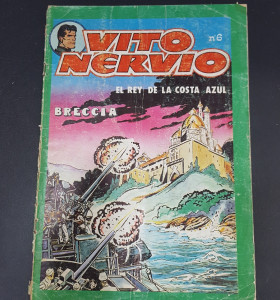 VITO
nº6
NERVIO
EL REY DE LA COSTA AZUL
BRECCIA